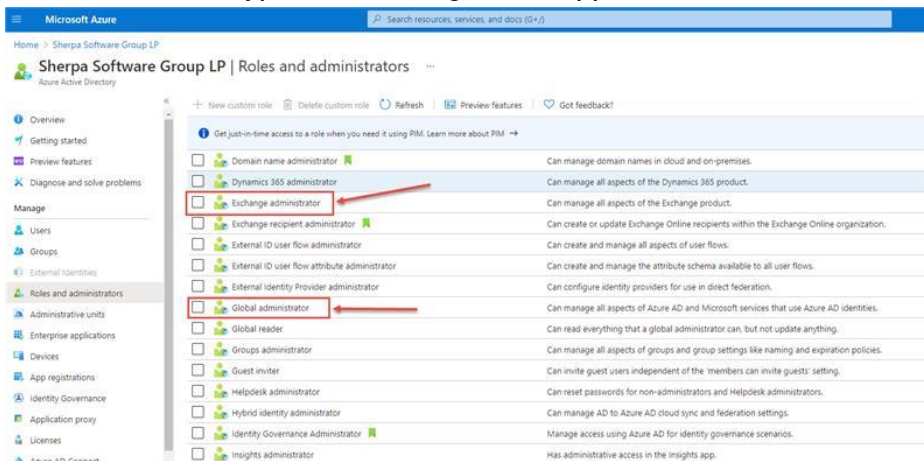 Microsoft Azure
Search resources, services, and docs (G+/)
Home > Sherpa Software Group LP
Sherpa Software Group LP | Roles and administrators ...
Azure Active Directory
+ New custom role Delete custom role Refresh Preview features Got feedback?
Get just-in-time access to a role when you need it using PIM. Learn more about PIM →
Overview
Getting started
Preview features
Diagnose and solve problems
Manage
Users
Groups
External Identities
Roles and administrators
Administrative units
Enterprise applications
Devices
App registrations
Identity Governance
Application proxy
Licenses
Azure AD Connect
Domain name administrator Can manage domain names in cloud and on-premises.
Dynamics 365 administrator Can manage all aspects of the Dynamics 365 product.
Exchange administrator Can manage all aspects of the Exchange product.
Exchange recipient administrator Can create or update Exchange Online recipients within the Exchange Online organization.
External ID user flow administrator Can create and manage all aspects of user flows.
External ID user flow attribute administrator Can create and manage the attribute schema available to all user flows.
External Identity Provider administrator Can configure identity providers for use in direct federation.
Global administrator Can manage all aspects of Azure AD and Microsoft services that use Azure AD identities.
Global reader Can read everything that a global administrator can, but not update anything.
Groups administrator Can manage all aspects of groups and group settings like naming and expiration policies.
Guest inviter Can invite guest users independent of the 'members can invite guests' setting.
Helpdesk administrator Can reset passwords for non-administrators and Helpdesk administrators.
Hybrid identity administrator Can manage AD to Azure AD cloud sync and federation settings.
Identity Governance Administrator Manage access using Azure AD for identity governance scenarios.
Insights administrator Has administrative access in the Insights app.